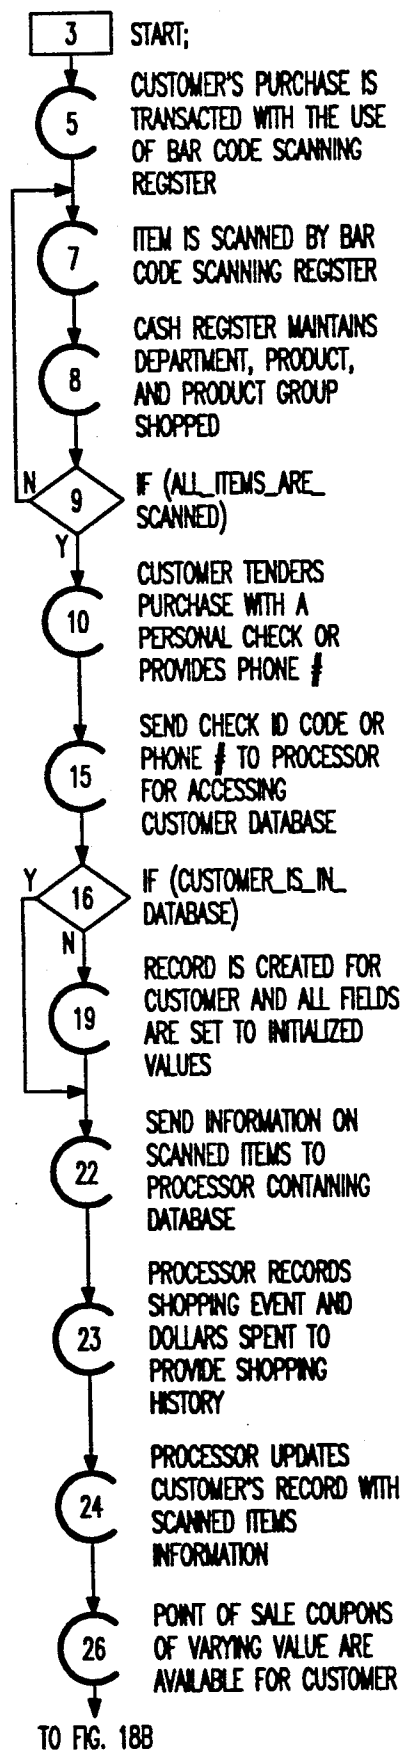 3 START;
CUSTOMER'S PURCHASE IS
5 TRANSACTED WITH THE USE
OF BAR CODE SCANNING
REGISTER
ITEM IS SCANNED BY BAR
7 CODE SCANNING REGISTER
CASH REGISTER MAINTAINS
DEPARTMENT, PRODUCT,
8 AND PRODUCT GROUP
SHOPPED
N 9 IF (ALL_ITEMS_ARE_
SCANNED)
Y
CUSTOMER TENDERS
10 PURCHASE WITH A
PERSONAL CHECK OR
PROVIDES PHONE #
SEND CHECK ID CODE OR
15 PHONE # TO PROCESSOR
FOR ACCESSING
CUSTOMER DATABASE
Y 16 IF (CUSTOMER_IS_IN_
DATABASE)
N
RECORD IS CREATED FOR
19 CUSTOMER AND ALL FIELDS
ARE SET TO INITIALIZED
VALUES
SEND INFORMATION ON
22 SCANNED ITEMS TO
PROCESSOR CONTAINING
DATABASE
PROCESSOR RECORDS
SHOPPING EVENT AND
23 DOLLARS SPENT TO
PROVIDE SHOPPING
HISTORY
PROCESSOR UPDATES
24 CUSTOMER'S RECORD WITH
SCANNED ITEMS
INFORMATION
POINT OF SALE COUPONS
26 OF VARYING VALUE ARE
AVAILABLE FOR CUSTOMER
TO FIG. 18B